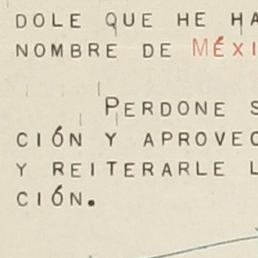 DOLE QUE HE HA
NOMBRE DE MÉXI
PERDONE S
CIÓN Y APROVEC
Y REITERARLE L
CIÓN.